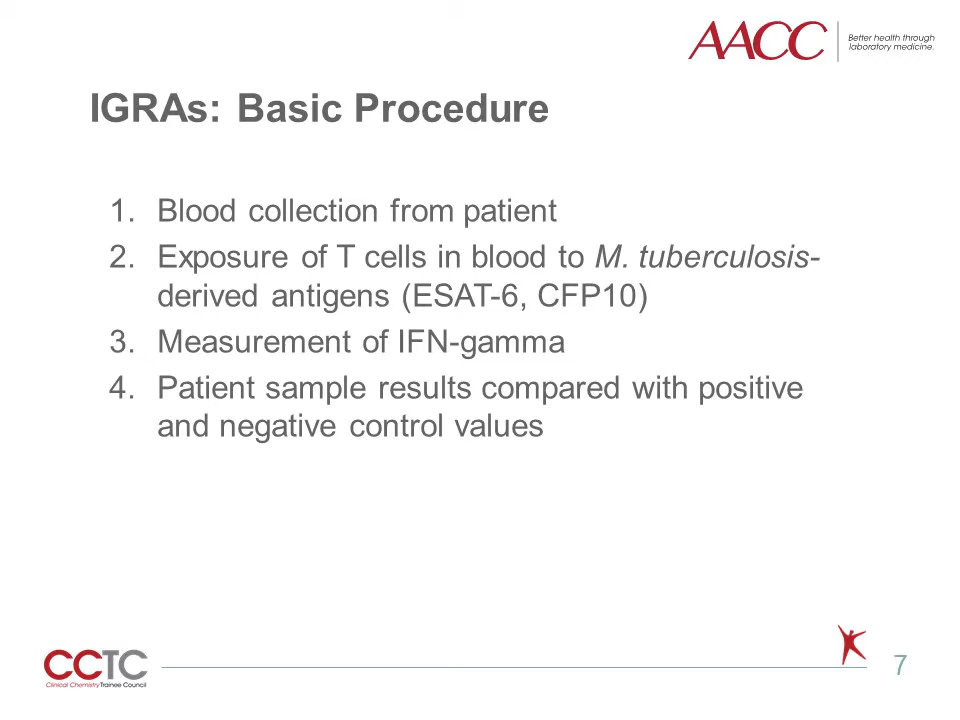 AACC
Better health through
laboratory medicine.
IGRAs: Basic Procedure
1. Blood collection from patient
2. Exposure of T cells in blood to M. tuberculosis-
derived antigens (ESAT-6, CFP10)
3. Measurement of IFN-gamma
4. Patient sample results compared with positive
and negative control values
CCTC
Clinical Chemistry Trainee Council
7